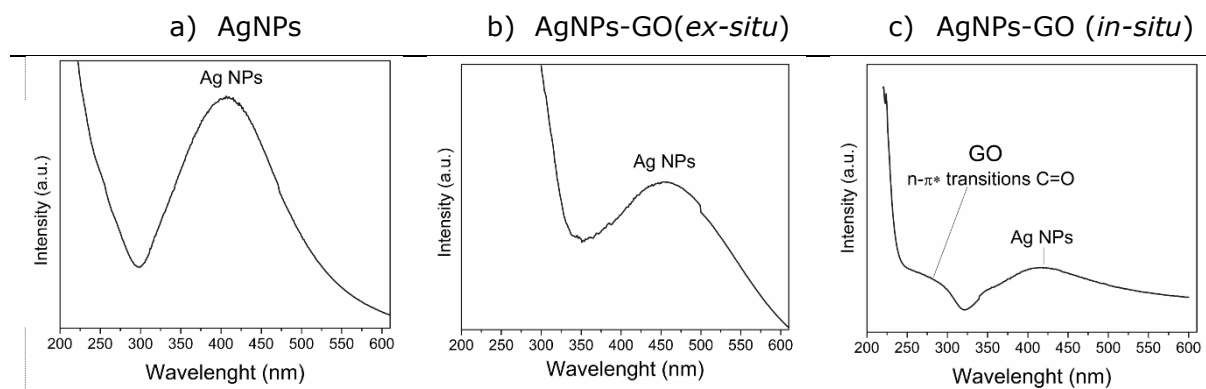 a) AgNPs
b) AgNPs-GO(ex-situ)
c) AgNPs-GO (in-situ)
Ag NPs
Intensity (a.u.)
200 250 300 350 400 450 500 550 600
Wavelenght (nm)
Ag NPs
Intensity (a.u.)
200 250 300 350 400 450 500 550 600
Wavelenght (nm)
GO
n-π* transitions C=O
Ag NPs
Intensity (a.u.)
200 250 300 350 400 450 500 550 600
Wavelenght (nm)